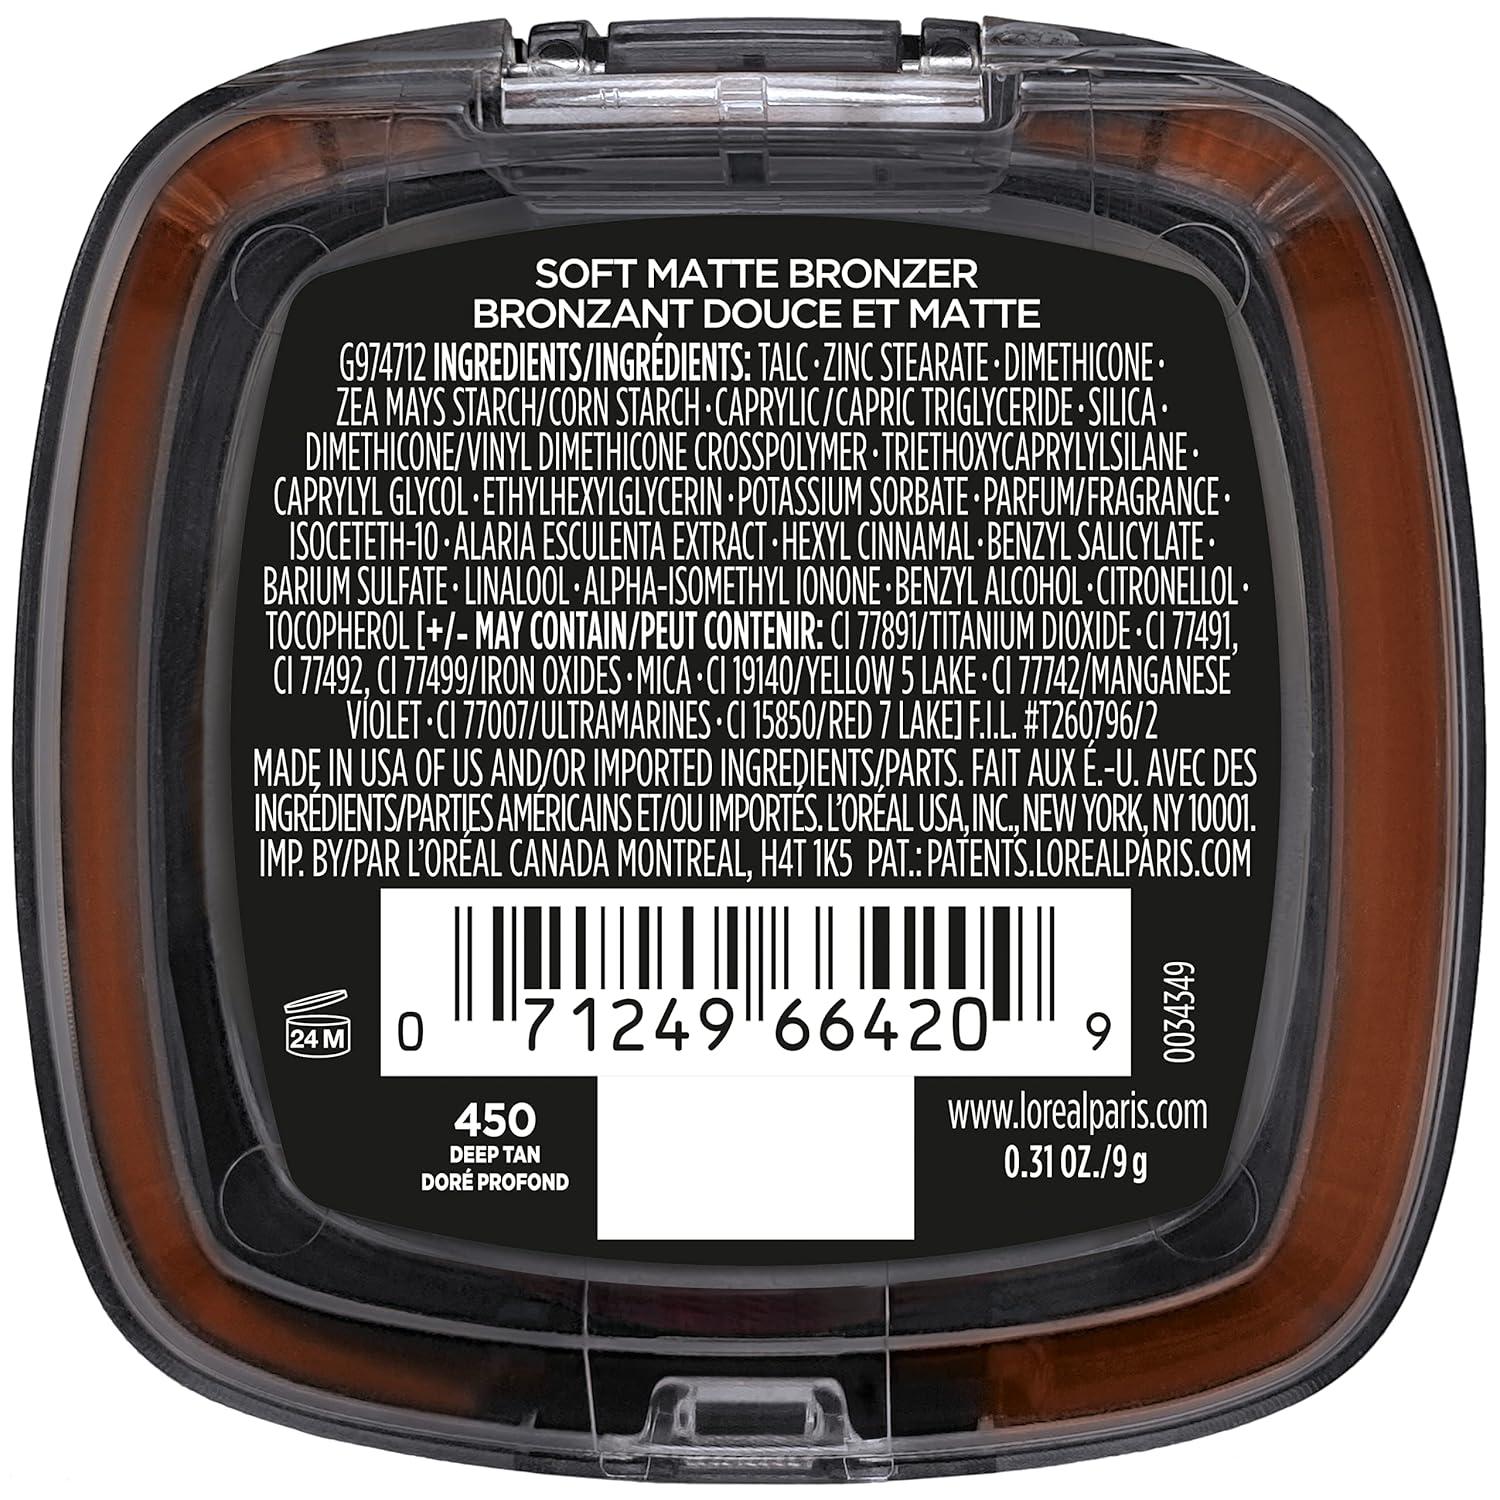 SOFT MATTE BRONZER
BRONZANT DOUCE ET MATTE
G974712 INGREDIENTS/INGRÉDIENTS: TALC • ZINC STEARATE • DIMETHICONE •
ZEA MAYS STARCH/CORN STARCH • CAPRYLIC/CAPRIC TRIGLYCERIDE • SILICA •
DIMETHICONE/VINYL DIMETHICONE CROSSPOLYMER • TRIETHOXYCAPRYLYLSILANE •
CAPRYLYL GLYCOL • ETHYLHEXYLGLYCERIN • POTASSIUM SORBATE • PARFUM/FRAGRANCE •
ISOCETETH-10 • ALARIA ESCULENTA EXTRACT • HEXYL CINNAMAL • BENZYL SALICYLATE •
BARIUM SULFATE • LINALOOL • ALPHA-ISOMETHYL IONONE • BENZYL ALCOHOL • CITRONELLOL •
TOCOPHEROL [+/- MAY CONTAIN/PEUT CONTENIR: CI 77891/TITANIUM DIOXIDE • CI 77491,
CI 77492, CI 77499/IRON OXIDES • MICA • CI 19140/YELLOW 5 LAKE • CI 77742/MANGANESE
VIOLET • CI 77007/ULTRAMARINES • CI 15850/RED 7 LAKE] F.I.L. #T260796/2
MADE IN USA OF US AND/OR IMPORTED INGREDIENTS/PARTS. FAIT AUX É.-U. AVEC DES
INGRÉDIENTS/PARTIES AMÉRICAINS ET/OU IMPORTÉS. L'ORÉAL USA, INC., NEW YORK, NY 10001.
IMP. BY/PAR L'ORÉAL CANADA MONTREAL, H4T 1K5 PAT.: PATENTS.LOREALPARIS.COM
24 M
0 71249 66420 9
0034349
450
DEEP TAN
DORÉ PROFOND
www.lorealparis.com
0.31 OZ./9 g